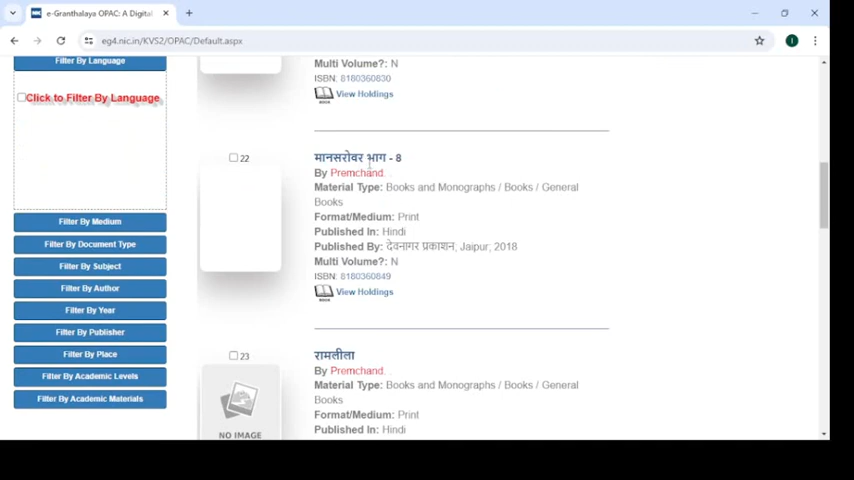 e-Granthalaya OPAC: A Digital
eg4.nic.in/KVS2/OPAC/Default.aspx
Filter By Language
Click to Filter By Language
Filter By Medium
Filter By Document Type
Filter By Subject
Filter By Author
Filter By Year
Filter By Publisher
Filter By Place
Filter By Academic Levels
Filter By Academic Materials
Multi Volume?: N
ISBN: 8180360830
BOOK
View Holdings
22
मानसरोवर भाग - 8
By Premchand.
Material Type: Books and Monographs / Books / General
Books
Format/Medium: Print
Published In: Hindi
Published By: देवनागर प्रकाशन, Jaipur, 2018
Multi Volume?: N
ISBN: 8180360849
BOOK
View Holdings
23
NO IMAGE
रामलीला
By Premchand.
Material Type: Books and Monographs / Books / General
Books
Format/Medium: Print
Published In: Hindi